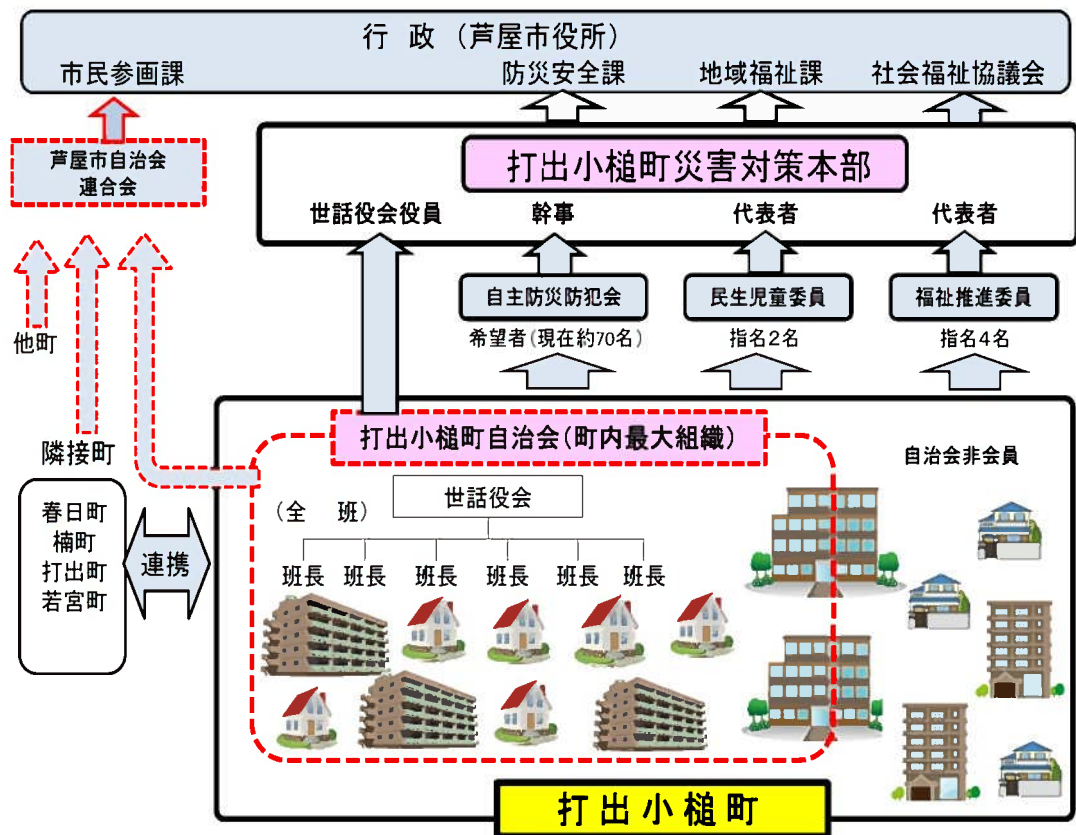 行 政（芦屋市役所）
市民参画課
防災安全課
地域福祉課
社会福祉協議会
芦屋市自治会
連合会
打出小槌町災害対策本部
世話役会役員
幹事
代表者
代表者
自主防災防犯会
民生児童委員
福祉推進委員
希望者（現在約70名）
指名2名
指名4名
他町
隣接町
春日町
楠町
打出町
若宮町
連携
打出小槌町自治会（町内最大組織）
自治会非会員
世話役会
（全 班）
班長
班長
班長
班長
班長
班長
打出小槌町